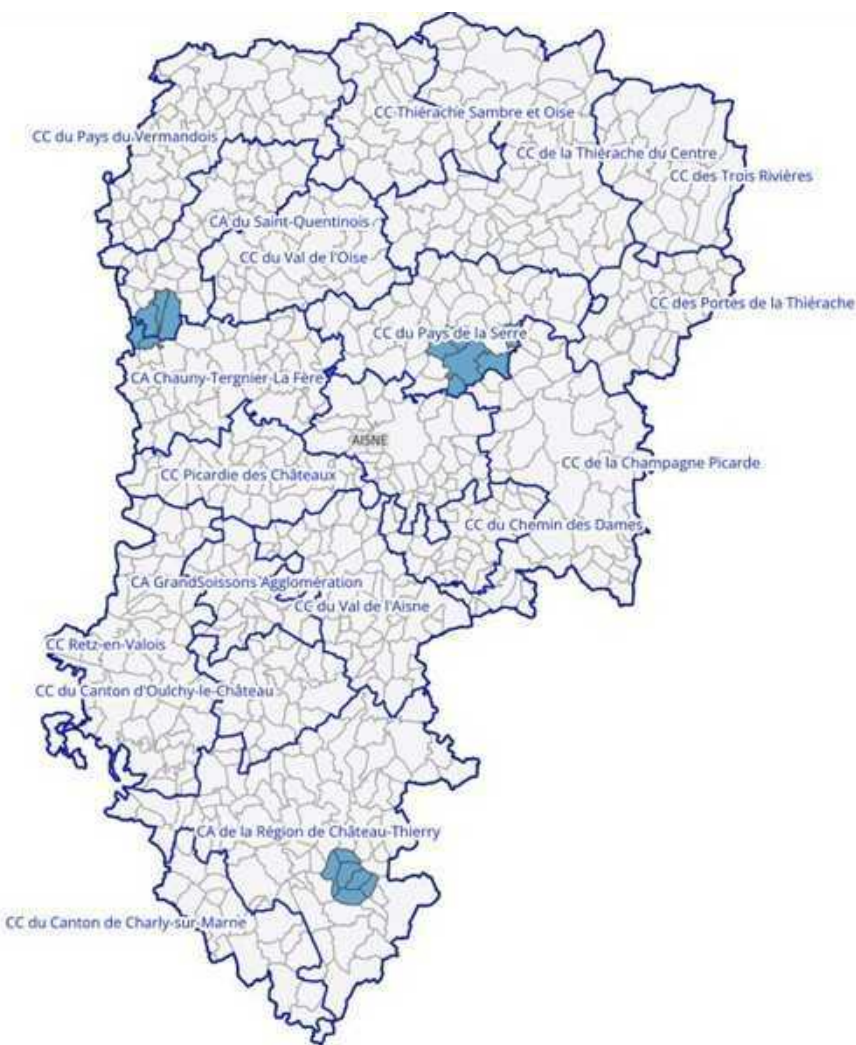 CC Thiérache Sambre et Oise
CC du Pays du Vermandois
CC de la Thiérache du Centre
CC des Trois Rivières
CA du Saint-Quentinois
CC du Val de l'Oise
CC des Portes de la Thiérache
CC du Pays de la Serre
CA Chauny-Tergnier-La Fère
AISNE
CC de la Champagne Picarde
CC Picardie des Châteaux
CC du Chemin des Dames
CA GrandSoissons Agglomération
CC du Val de l'Aisne
CC Retz-en-Valois
CC du Canton d'Oulchy-le-Château
CA de la Région de Château-Thierry
CC du Canton de Charly-sur-Marne